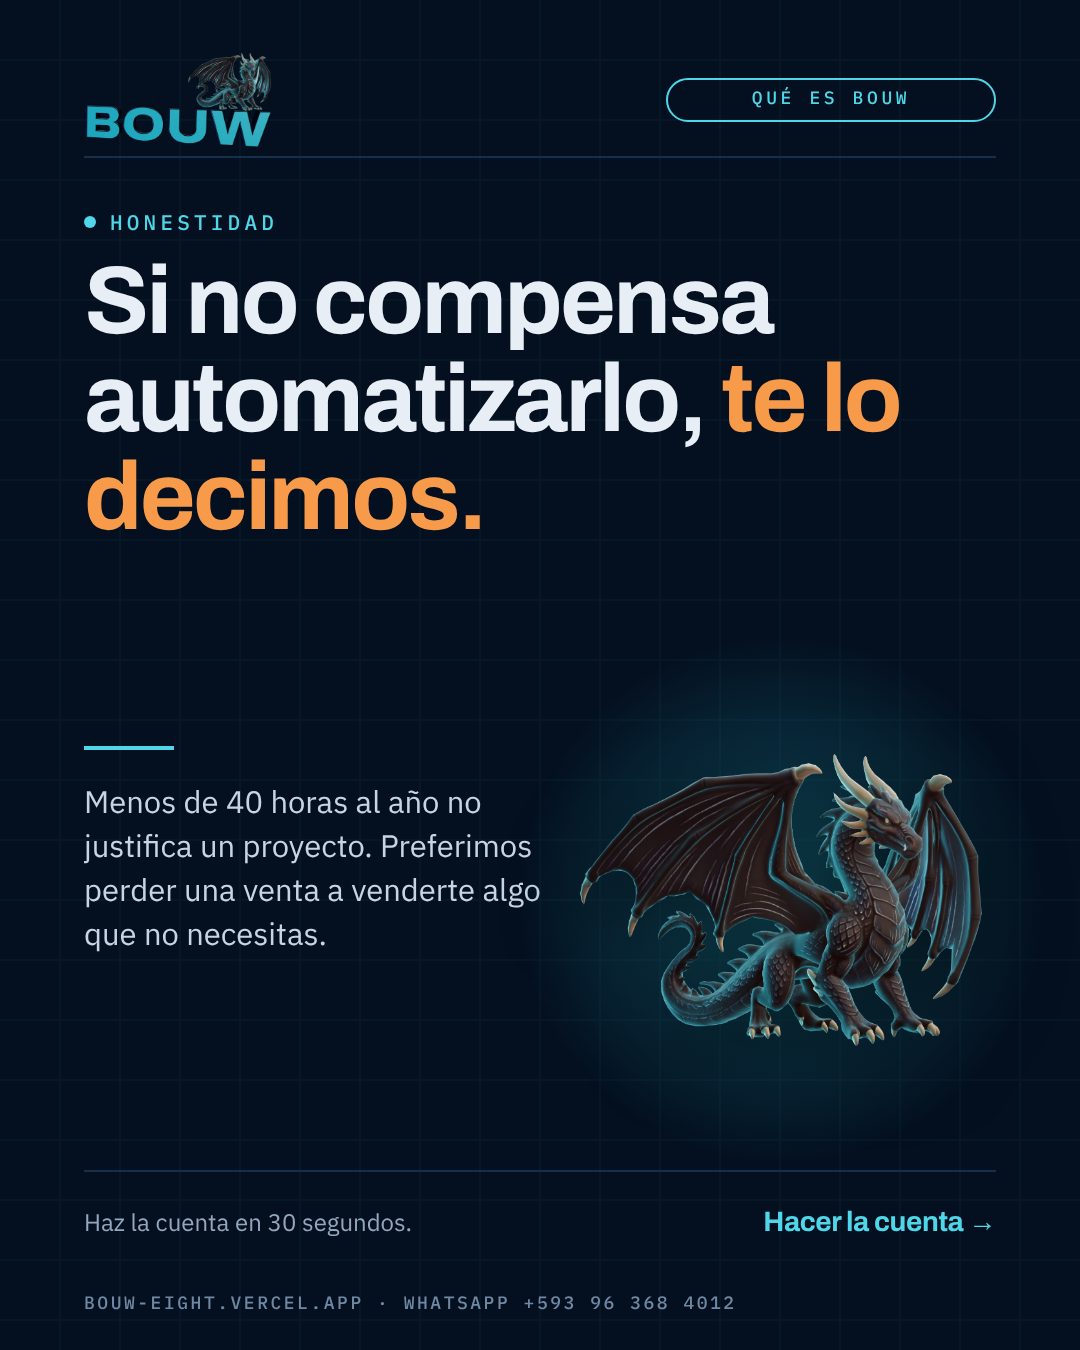 BOUW
QUÉ ES BOUW
HONESTIDAD
Si no compensa
automatizarlo, te lo
decimos.
Menos de 40 horas al año no
justifica un proyecto. Preferimos
perder una venta a venderte algo
que no necesitas.
Haz la cuenta en 30 segundos.
Hacer la cuenta →
BOUW-EIGHT.VERCEL.APP · WHATSAPP +593 96 368 4012